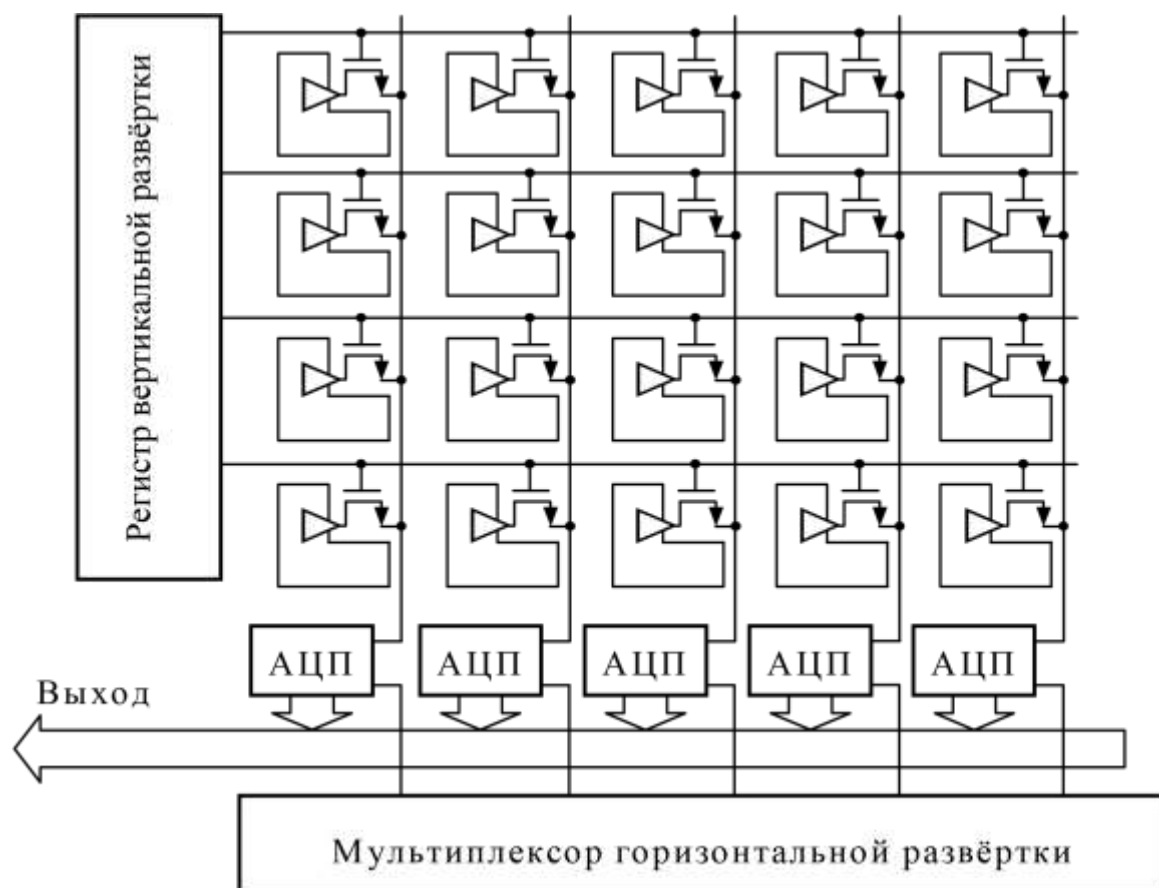 Регистр вертикальной развёртки
АЦП АЦП АЦП АЦП АЦП
Выход
Мультиплексор горизонтальной развёртки